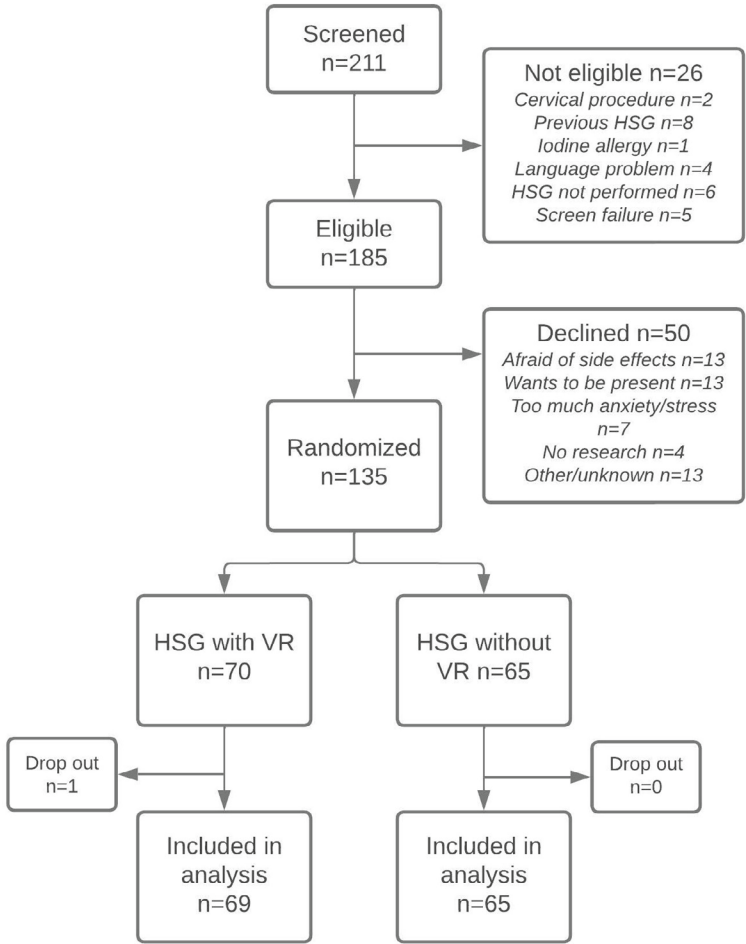 Screened
n=211
Not eligible n=26
Cervical procedure n=2
Previous HSG n=8
Iodine allergy n=1
Language problem n=4
HSG not performed n=6
Screen failure n=5
Eligible
n=185
Declined n=50
Afraid of side effects n=13
Wants to be present n=13
Too much anxiety/stress
n=7
No research n=4
Other/unknown n=13
Randomized
n=135
HSG with VR
n=70
HSG without
VR n=65
Drop out
n=1
Drop out
n=0
Included in
analysis
n=69
Included in
analysis
n=65